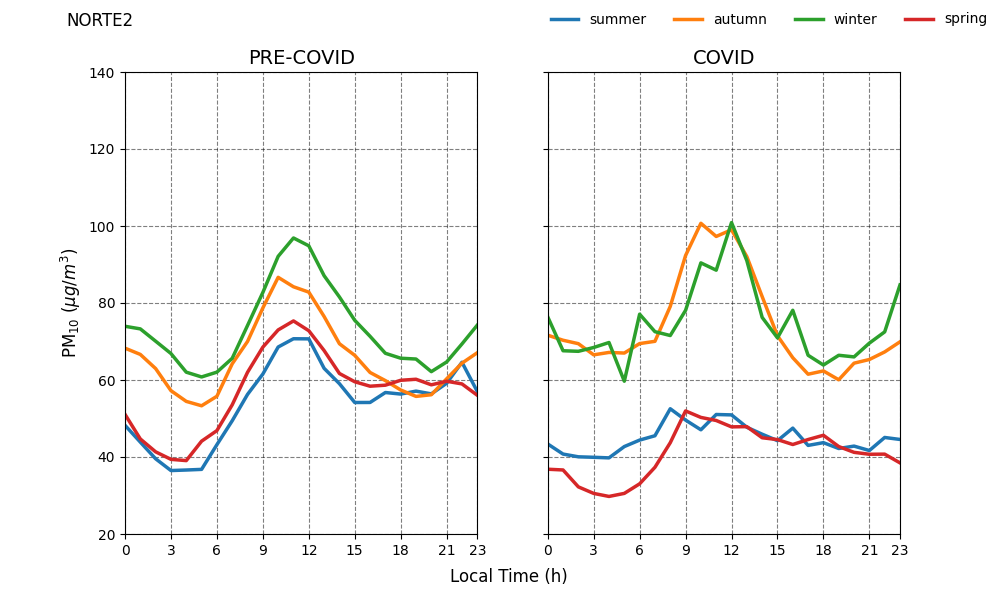 NORTE2
summer autumn winter spring
PRE-COVID COVID
140
120
100
80
60
40
20
PM₁₀ (μg/m³)
0 3 6 9 12 15 18 21 23 0 3 6 9 12 15 18 21 23
Local Time (h)